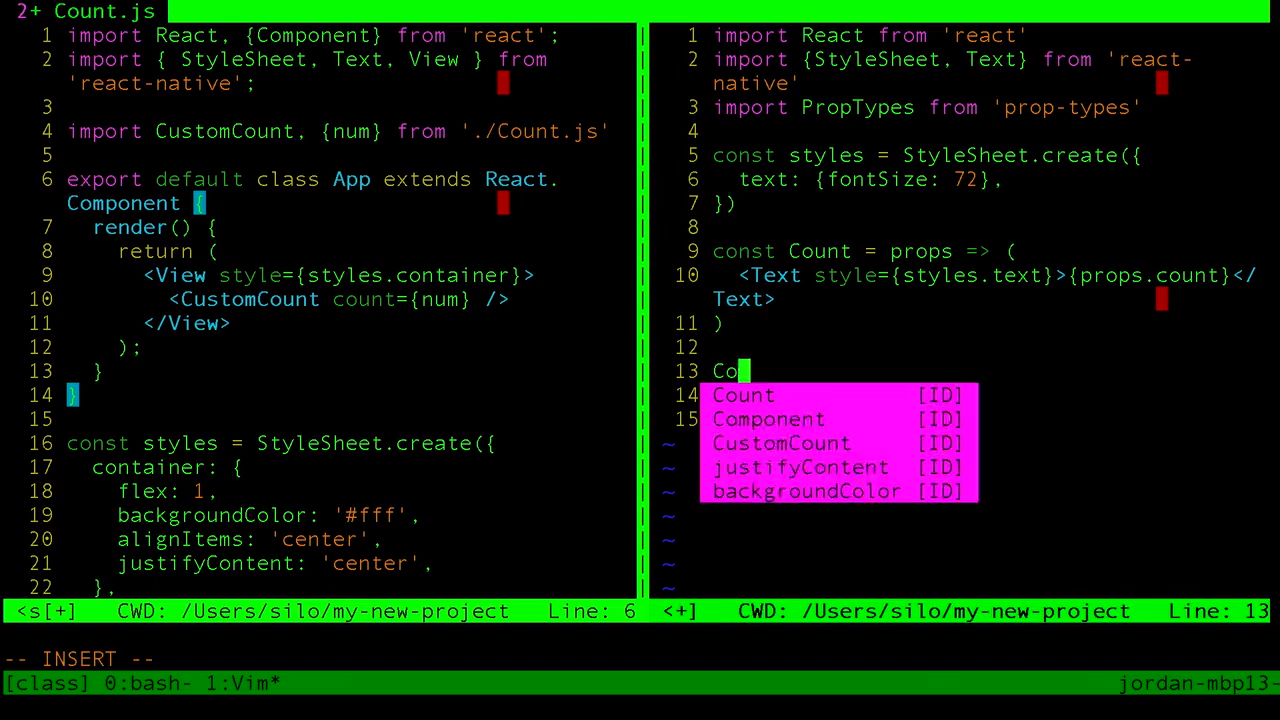 2+ Count.js
1 import React, {Component} from 'react';
2 import { StyleSheet, Text, View } from
'react-native';
3
4 import CustomCount, {num} from './Count.js'
5
6 export default class App extends React.
Component {
7 render() {
8 return (
9 <View style={styles.container}>
10 <CustomCount count={num} />
11 </View>
12 );
13 }
14 }
15
16 const styles = StyleSheet.create({
17 container: {
18 flex: 1,
19 backgroundColor: '#fff',
20 alignItems: 'center',
21 justifyContent: 'center',
22 },
<s[+] CWD: /Users/silo/my-new-project Line: 6
1 import React from 'react'
2 import {StyleSheet, Text} from 'react-
native'
3 import PropTypes from 'prop-types'
4
5 const styles = StyleSheet.create({
6 text: {fontSize: 72},
7 })
8
9 const Count = props => (
10 <Text style={styles.text}>{props.count}</
Text>
11 )
12
13 Co
14 Count [ID]
15 Component [ID]
~ CustomCount [ID]
~ justifyContent [ID]
~ backgroundColor [ID]
~
~
~
~
<+] CWD: /Users/silo/my-new-project Line: 13
-- INSERT --
[class] 0:bash- 1:Vim* jordan-mbp13-